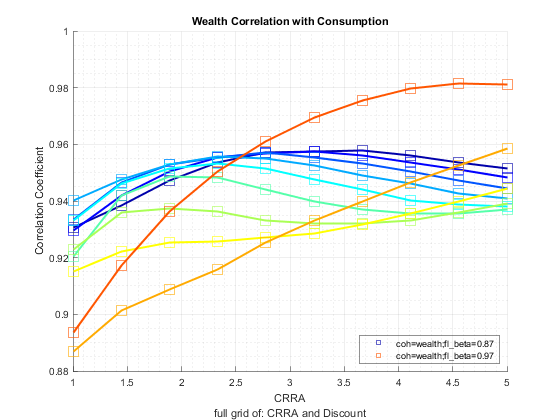 Wealth Correlation with Consumption
1
0.98
0.96
0.94
0.92
0.9
0.88
Correlation Coefficient
coh=wealth;fl_beta=0.87
coh=wealth;fl_beta=0.97
1 1.5 2 2.5 3 3.5 4 4.5 5
CRRA
full grid of: CRRA and Discount